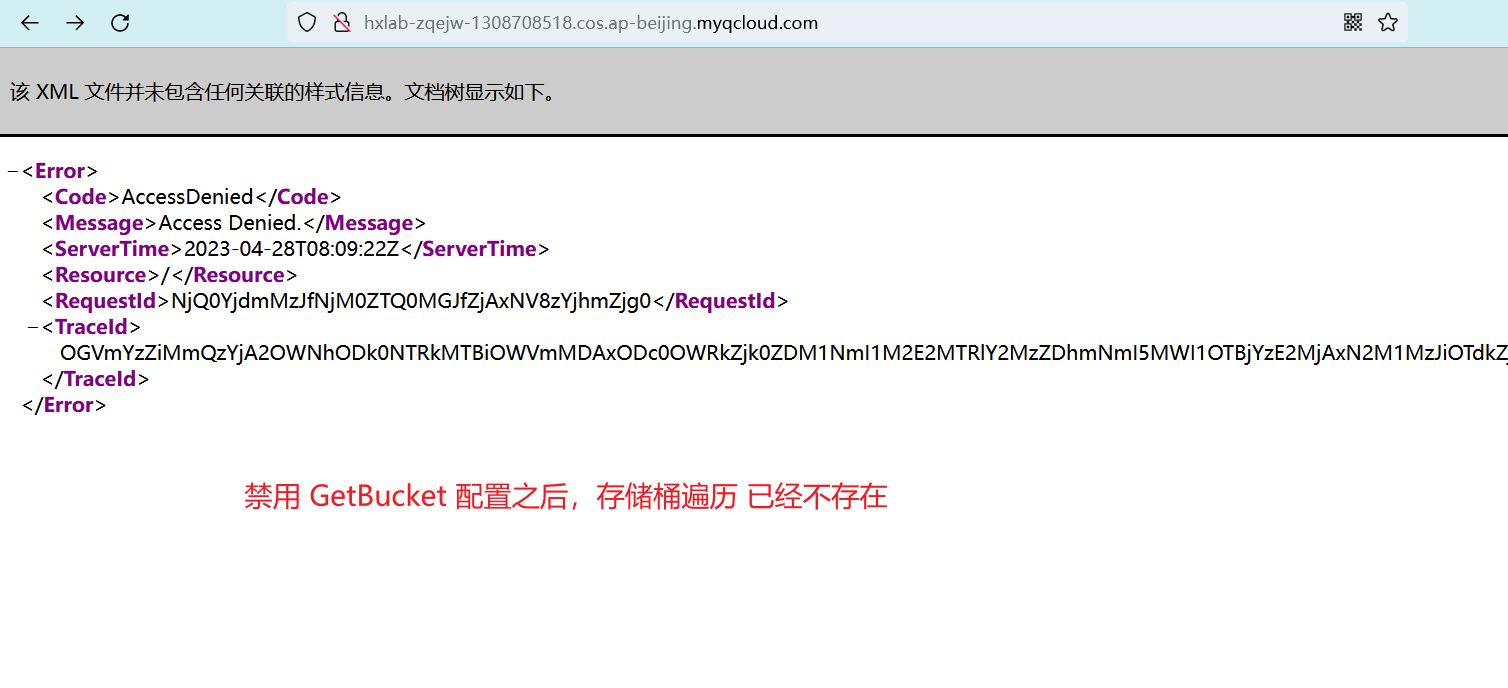 hxlab-zqejw-1308708518.cos.ap-beijing.myqcloud.com
该 XML 文件并未包含任何关联的样式信息。文档树显示如下。
−<Error>
<Code>AccessDenied</Code>
<Message>Access Denied.</Message>
<ServerTime>2023-04-28T08:09:22Z</ServerTime>
<Resource>/</Resource>
<RequestId>NjQ0YjdmMzJfNjM0ZTQ0MGJfZjAxNV8zYjhmZjg0</RequestId>
−<TraceId>
OGVmYzZiMmQzYjA2OWNhODk0NTRkMTBiOWVmMDAxODc0OWRkZjk0ZDM1NmI1M2E2MTRlY2MzZDhmNmI5MWI1OTBjYzE2MjAxN2M1MzJiOTdkZ
</TraceId>
</Error>
禁用 GetBucket 配置之后，存储桶遍历 已经不存在